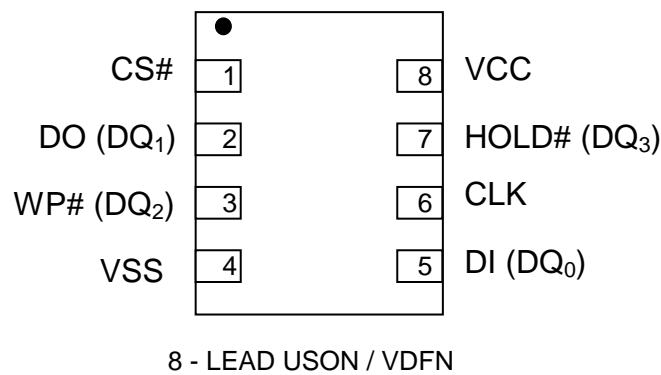 CS# 1 8 VCC
DO (DQ₁) 2 7 HOLD# (DQ₃)
WP# (DQ₂) 3 6 CLK
VSS 4 5 DI (DQ₀)
8 - LEAD USON / VDFN